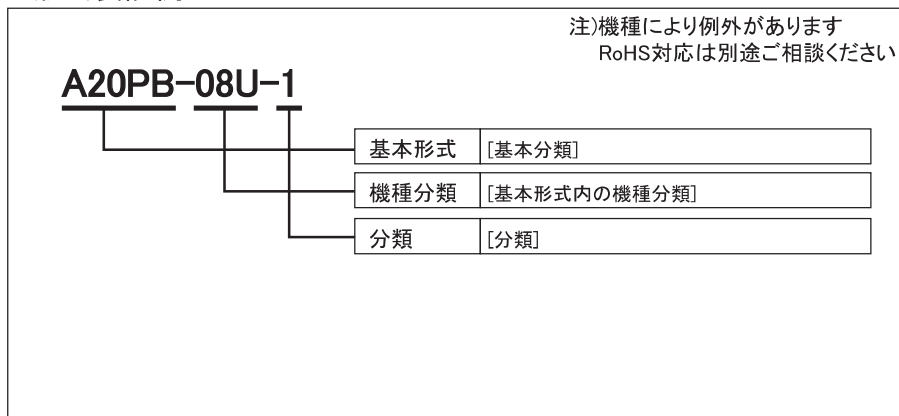 注)機種により例外があります
RoHS対応は別途ご相談ください
A20PB-08U-1
基本形式 [基本分類]
機種分類 [基本形式内の機種分類]
分類 [分類]